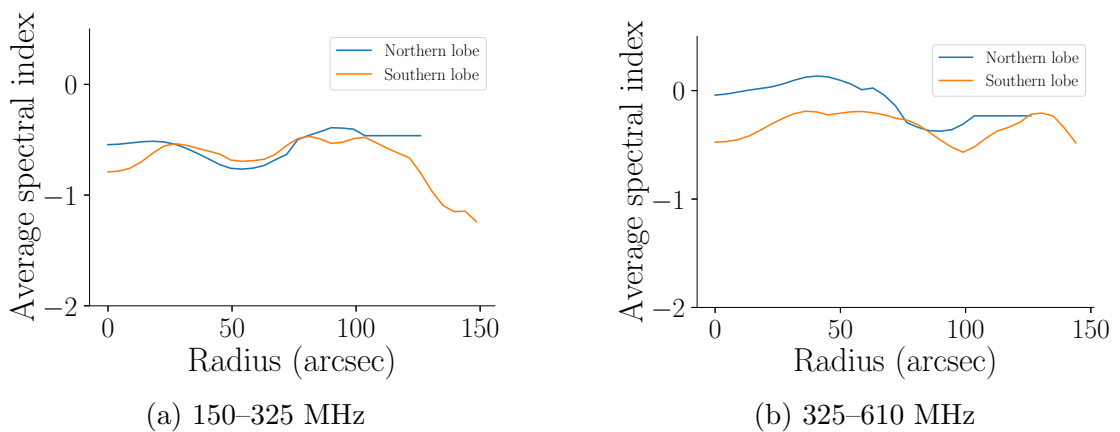 Average spectral index
0
−1
−2
0
50
100
150
Radius (arcsec)
Northern lobe
Southern lobe
(a) 150–325 MHz
Average spectral index
0
−1
−2
0
50
100
150
Radius (arcsec)
Northern lobe
Southern lobe
(b) 325–610 MHz